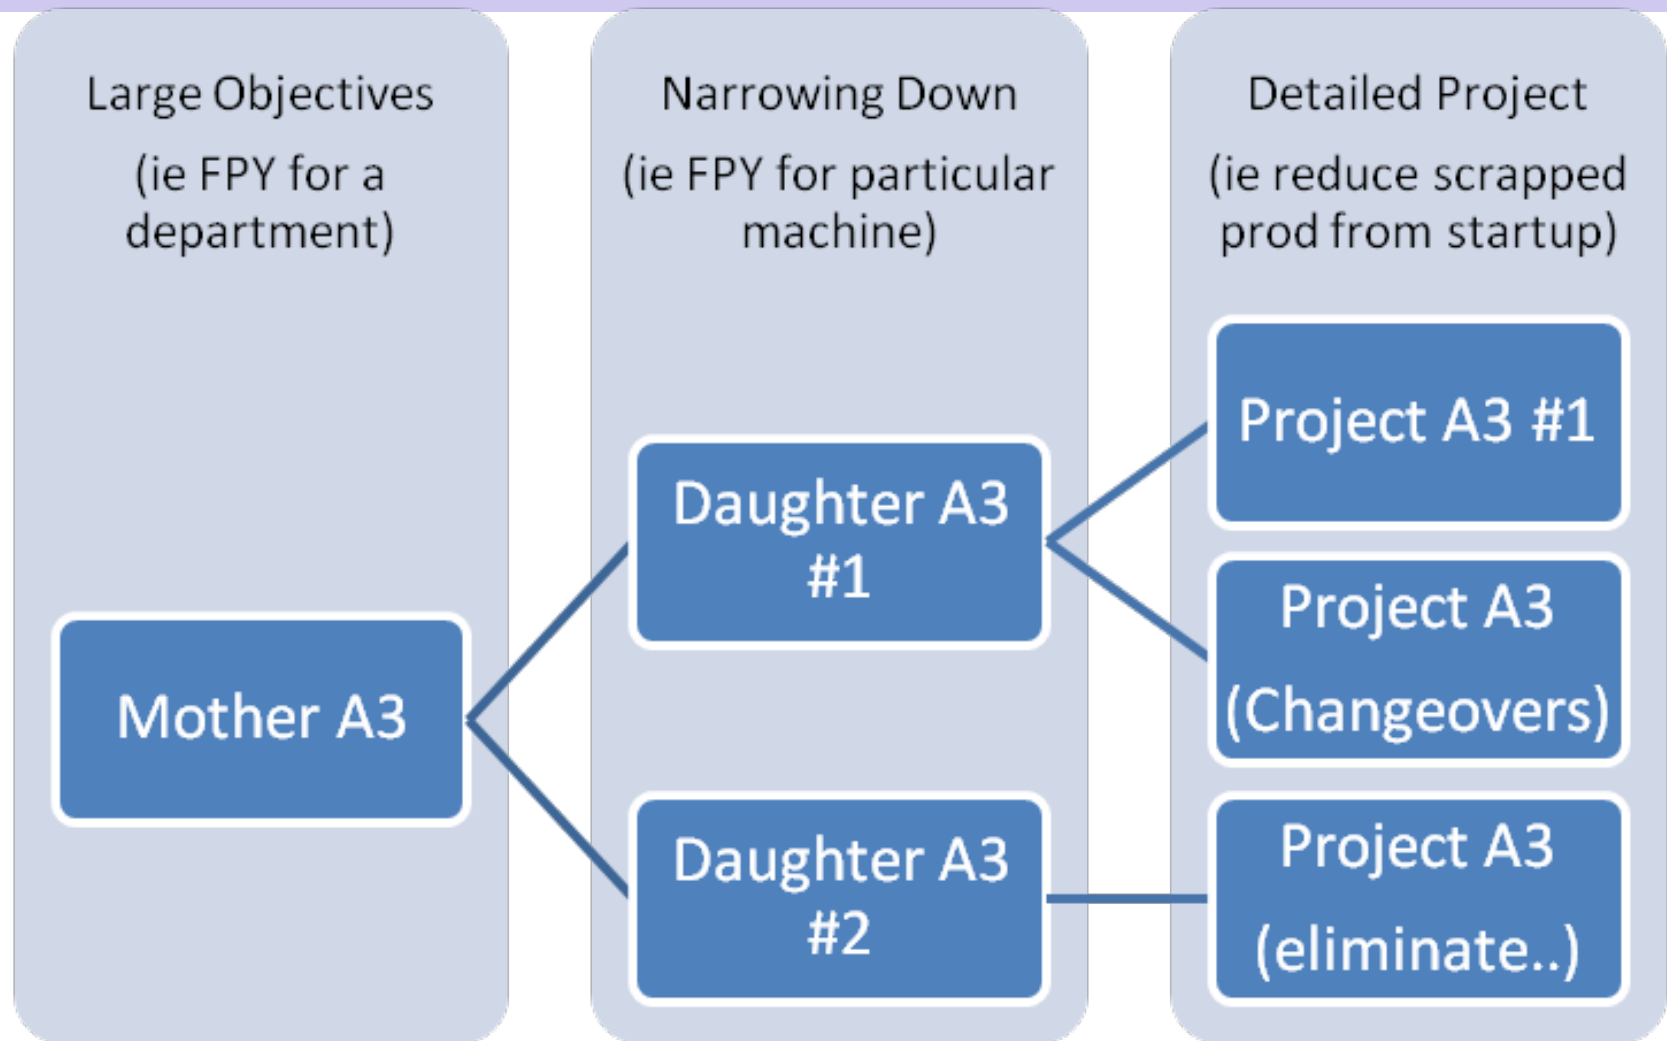 Large Objectives
(ie FPY for a
department)
Narrowing Down
(ie FPY for particular
machine)
Detailed Project
(ie reduce scrapped
prod from startup)
Mother A3
Daughter A3
#1
Daughter A3
#2
Project A3 #1
Project A3
(Changeovers)
Project A3
(eliminate..)